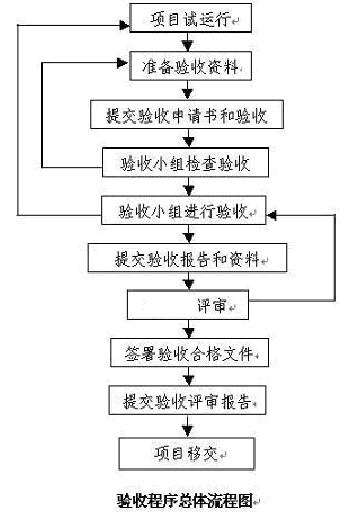 项目试运行
准备验收资料
提交验收申请书和验收
验收小组检查验收
验收小组进行验收
提交验收报告和资料
评审
签署验收合格文件
提交验收评审报告
项目移交
验收程序总体流程图